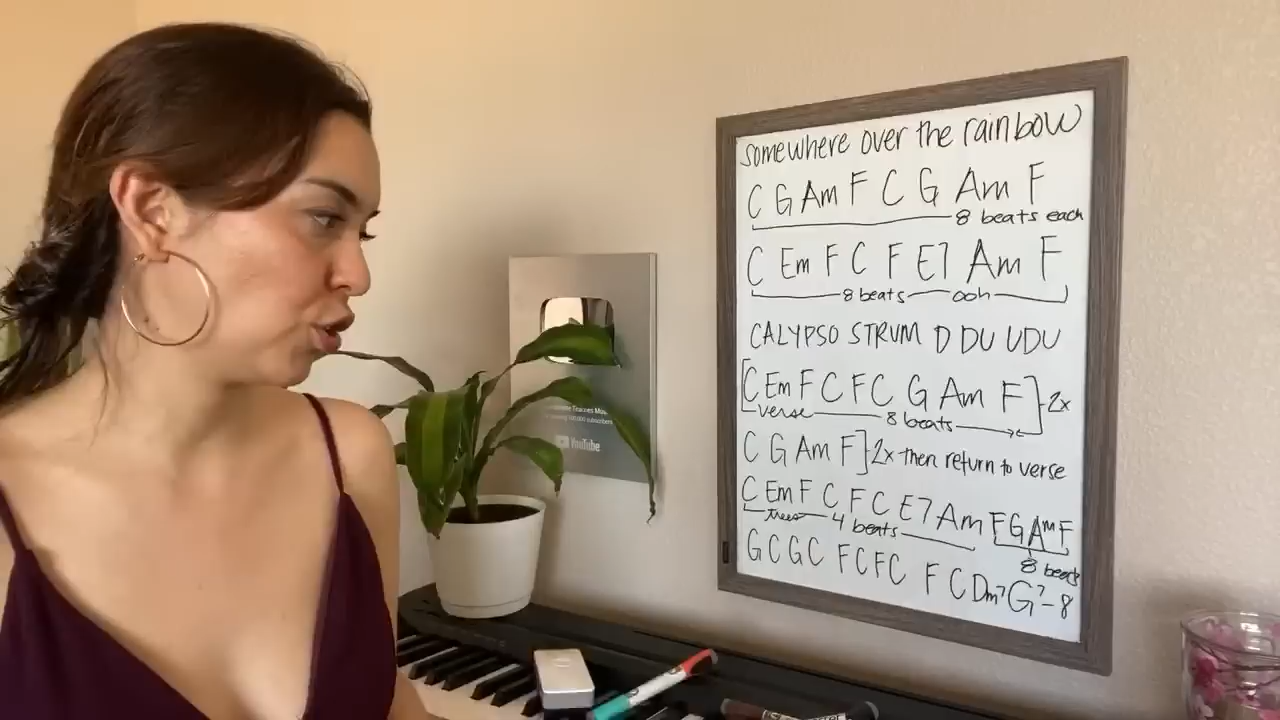 somewhere over the rainbow
C G Am F C G Am F
8 beats each
C Em F C F E7 Am F
8 beats ooh
CALYPSO STRUM D DU UDU
[C Em F C F C G Am F] 2x
verse 8 beats
C G Am F] 2x then return to verse
C Em F C F C E7 Am F G Am F
trees 4 beats 8 beats
G C G C F C F C F C Dm7 G7-8
YouTube